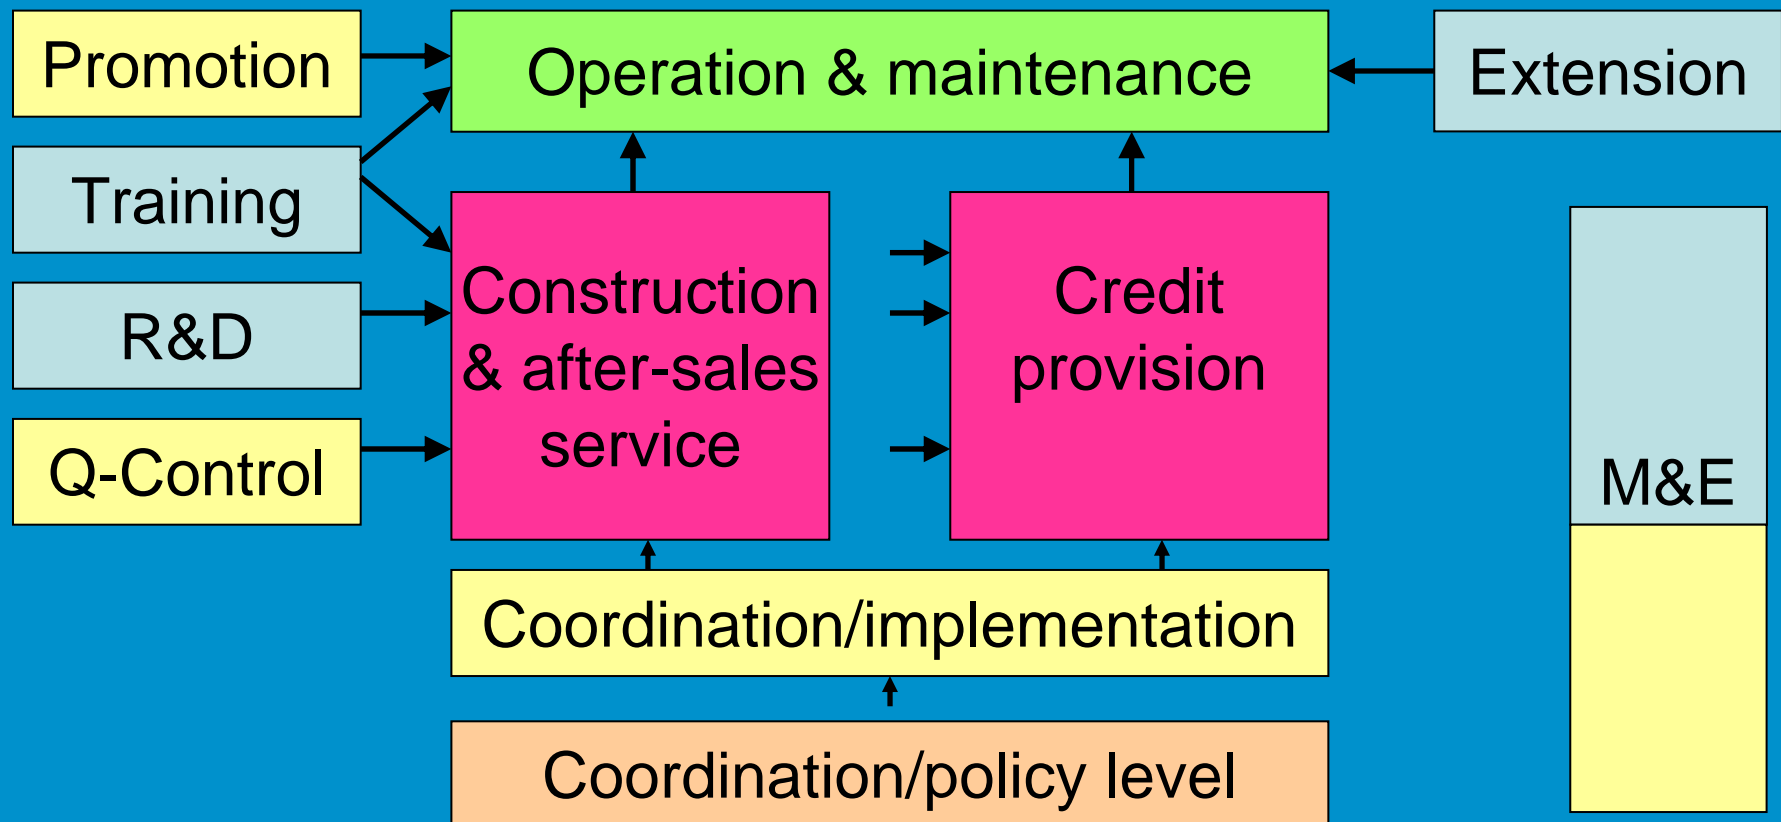 Promotion
Operation & maintenance
Extension
Training
R&D
Q-Control
Construction
& after-sales
service
Credit
provision
M&E
Coordination/implementation
Coordination/policy level